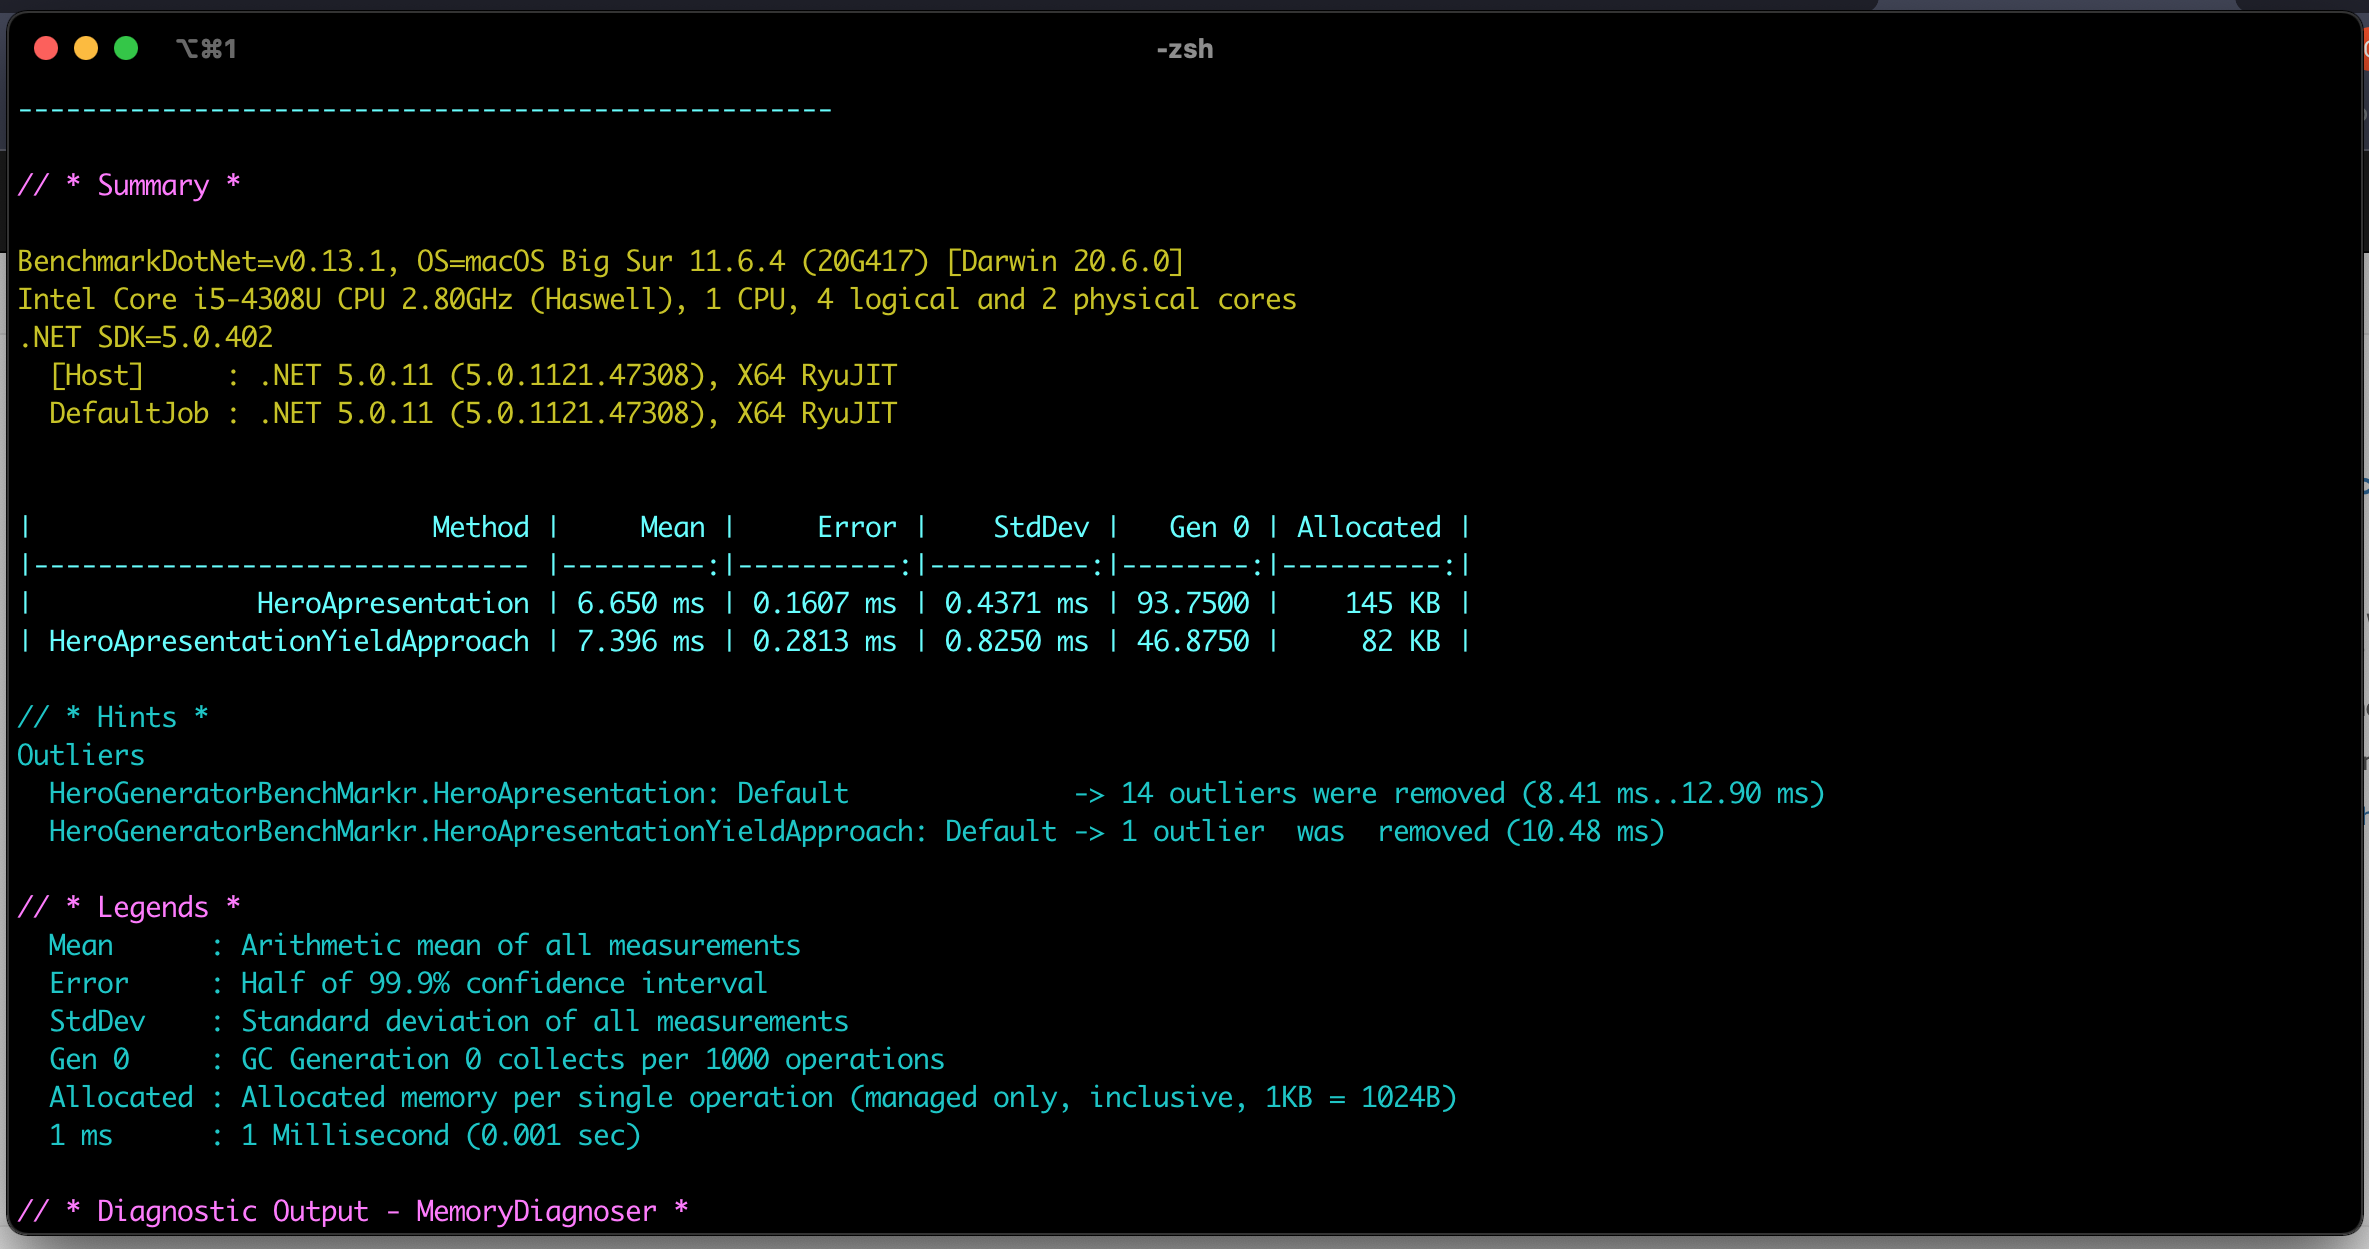 ⌥⌘1
-zsh
---------------------------------------------------
// * Summary *
BenchmarkDotNet=v0.13.1, OS=macOS Big Sur 11.6.4 (20G417) [Darwin 20.6.0]
Intel Core i5-4308U CPU 2.80GHz (Haswell), 1 CPU, 4 logical and 2 physical cores
.NET SDK=5.0.402
  [Host]     : .NET 5.0.11 (5.0.1121.47308), X64 RyuJIT
  DefaultJob : .NET 5.0.11 (5.0.1121.47308), X64 RyuJIT
|                         Method |     Mean |     Error |    StdDev |   Gen 0 | Allocated |
|------------------------------- |---------:|----------:|----------:|--------:|----------:|
|              HeroApresentation | 6.650 ms | 0.1607 ms | 0.4371 ms | 93.7500 |    145 KB |
| HeroApresentationYieldApproach | 7.396 ms | 0.2813 ms | 0.8250 ms | 46.8750 |     82 KB |
// * Hints *
Outliers
  HeroGeneratorBenchMarkr.HeroApresentation: Default              -> 14 outliers were removed (8.41 ms..12.90 ms)
  HeroGeneratorBenchMarkr.HeroApresentationYieldApproach: Default -> 1 outlier  was  removed (10.48 ms)
// * Legends *
  Mean      : Arithmetic mean of all measurements
  Error     : Half of 99.9% confidence interval
  StdDev    : Standard deviation of all measurements
  Gen 0     : GC Generation 0 collects per 1000 operations
  Allocated : Allocated memory per single operation (managed only, inclusive, 1KB = 1024B)
  1 ms      : 1 Millisecond (0.001 sec)
// * Diagnostic Output - MemoryDiagnoser *